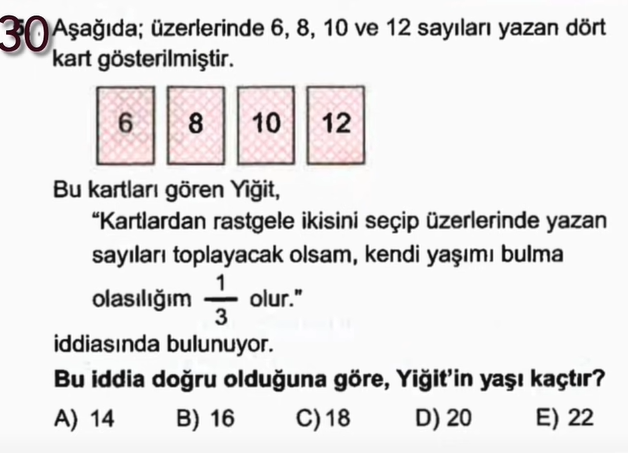 30 Aşağıda; üzerlerinde 6, 8, 10 ve 12 sayıları yazan dört
kart gösterilmiştir.
6 8 10 12
Bu kartları gören Yiğit,
“Kartlardan rastgele ikisini seçip üzerlerinde yazan
sayıları toplayacak olsam, kendi yaşımı bulma
olasılığım 1/3 olur.”
iddiasında bulunuyor.
Bu iddia doğru olduğuna göre, Yiğit’in yaşı kaçtır?
A) 14 B) 16 C) 18 D) 20 E) 22